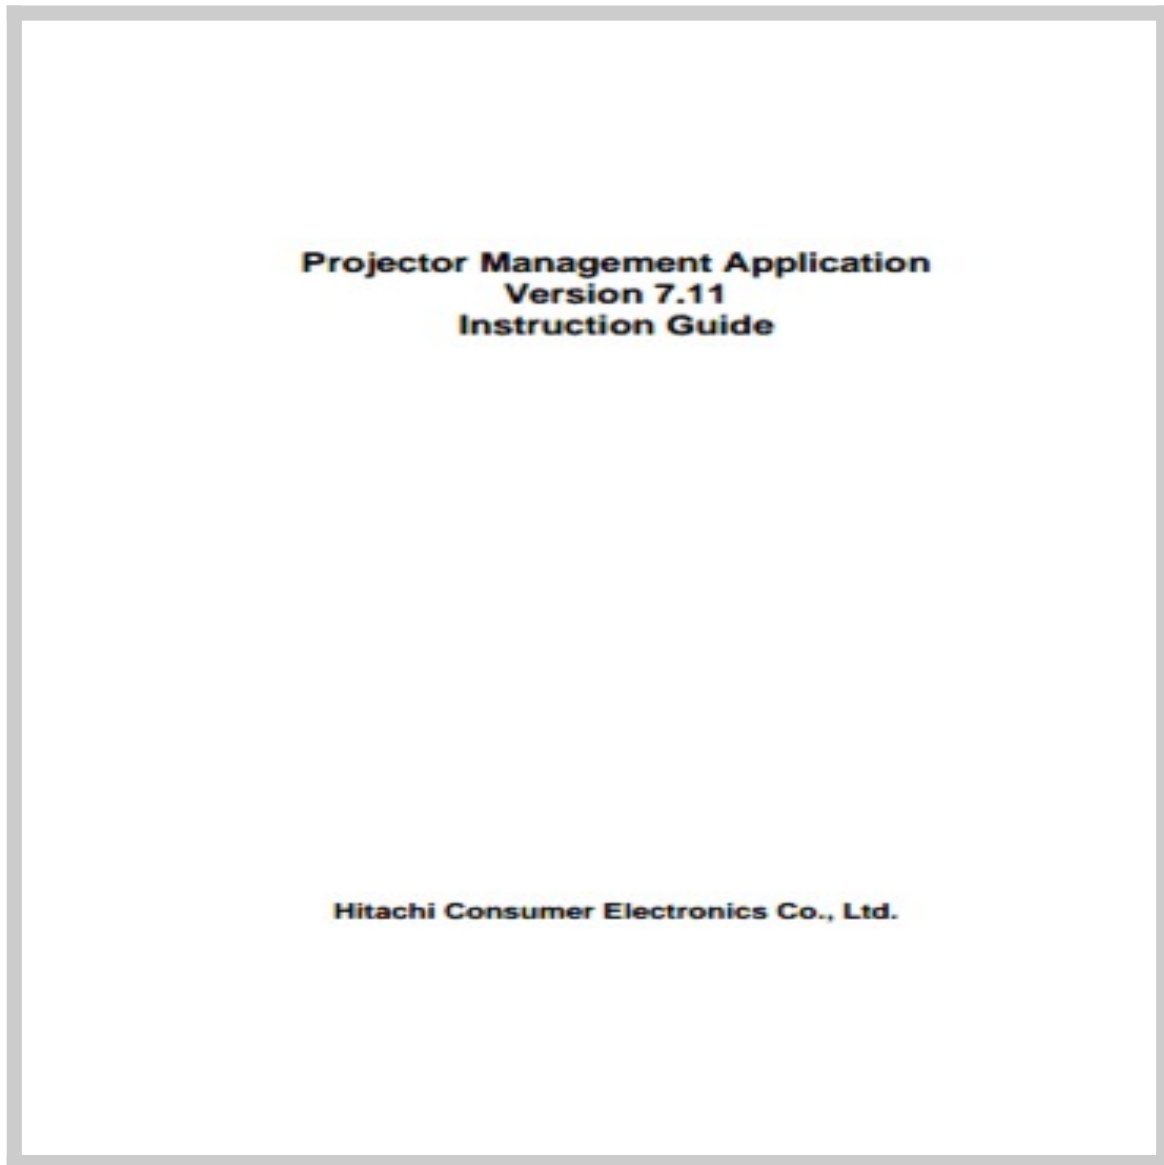 Projector Management Application
Version 7.11
Instruction Guide
Hitachi Consumer Electronics Co., Ltd.